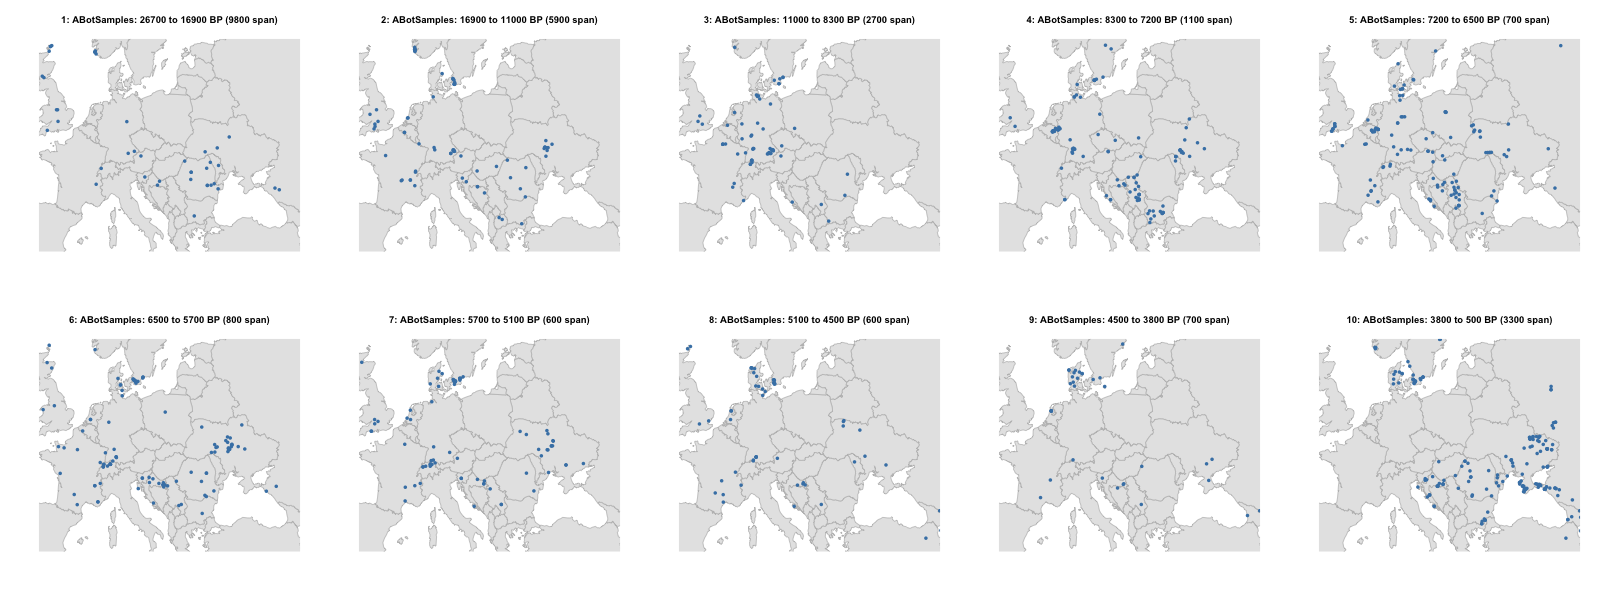 1: ABotSamples: 26700 to 16900 BP (9800 span)
2: ABotSamples: 16900 to 11000 BP (5900 span)
3: ABotSamples: 11000 to 8300 BP (2700 span)
4: ABotSamples: 8300 to 7200 BP (1100 span)
5: ABotSamples: 7200 to 6500 BP (700 span)
6: ABotSamples: 6500 to 5700 BP (800 span)
7: ABotSamples: 5700 to 5100 BP (600 span)
8: ABotSamples: 5100 to 4500 BP (600 span)
9: ABotSamples: 4500 to 3800 BP (700 span)
10: ABotSamples: 3800 to 500 BP (3300 span)